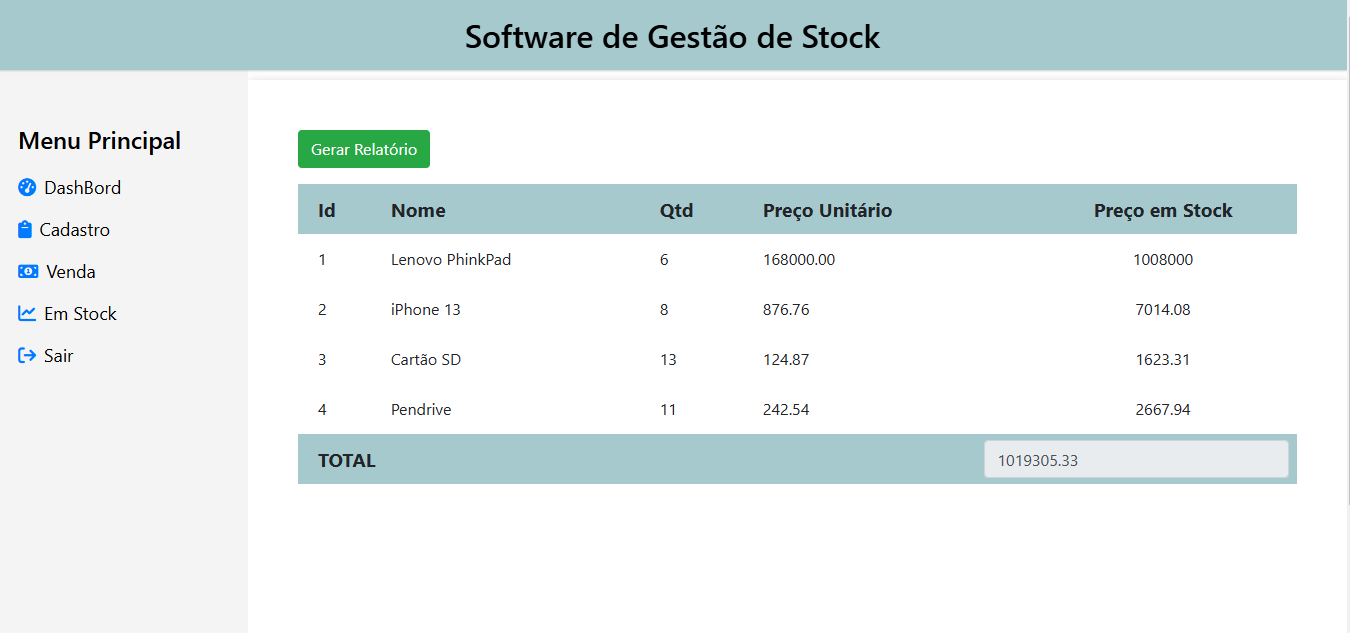 Software de Gestão de Stock
Menu Principal
DashBord
Cadastro
Venda
Em Stock
Sair
Gerar Relatório
Id Nome Qtd Preço Unitário Preço em Stock
1 Lenovo PhinkPad 6 168000.00 1008000
2 iPhone 13 8 876.76 7014.08
3 Cartão SD 13 124.87 1623.31
4 Pendrive 11 242.54 2667.94
TOTAL 1019305.33